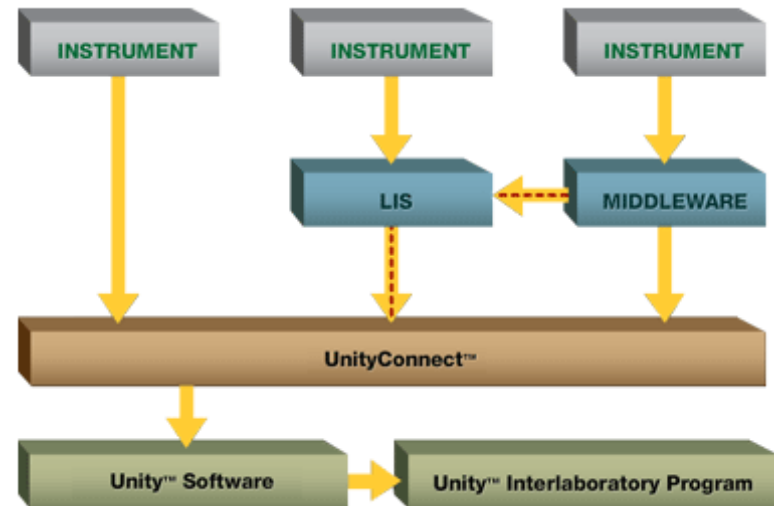 INSTRUMENT
INSTRUMENT
INSTRUMENT
LIS
MIDDLEWARE
UnityConnect™
Unity™ Software
Unity™ Interlaboratory Program